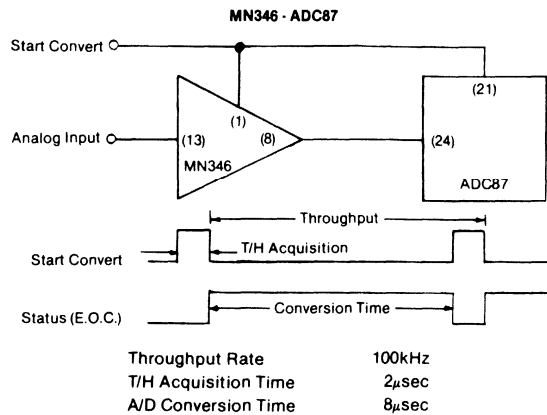 MN346 - ADC87
Start Convert
(21)
(1)
Analog Input
(13)
(8)
(24)
MN346
ADC87
Throughput
T/H Acquisition
Start Convert
Conversion Time
Status (E.O.C.)
Throughput Rate 100kHz
T/H Acquisition Time 2µsec
A/D Conversion Time 8µsec